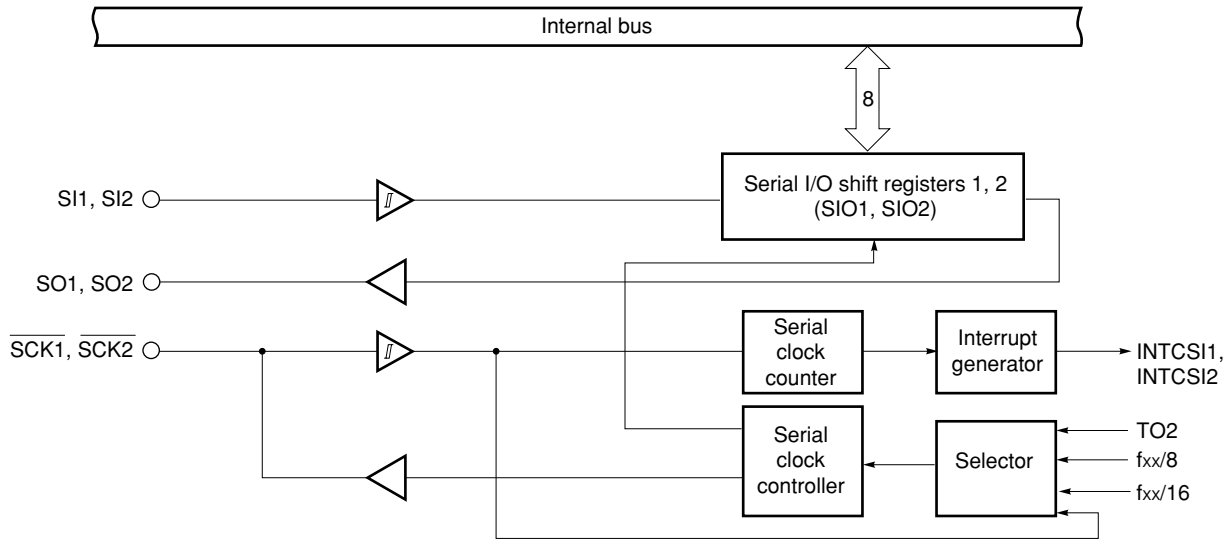 Internal bus
8
Serial I/O shift registers 1, 2
(SIO1, SIO2)
SI1, SI2
SO1, SO2
SCK1, SCK2
Serial
clock
counter
Interrupt
generator
INTCSI1,
INTCSI2
Serial
clock
controller
Selector
TO2
fxx/8
fxx/16